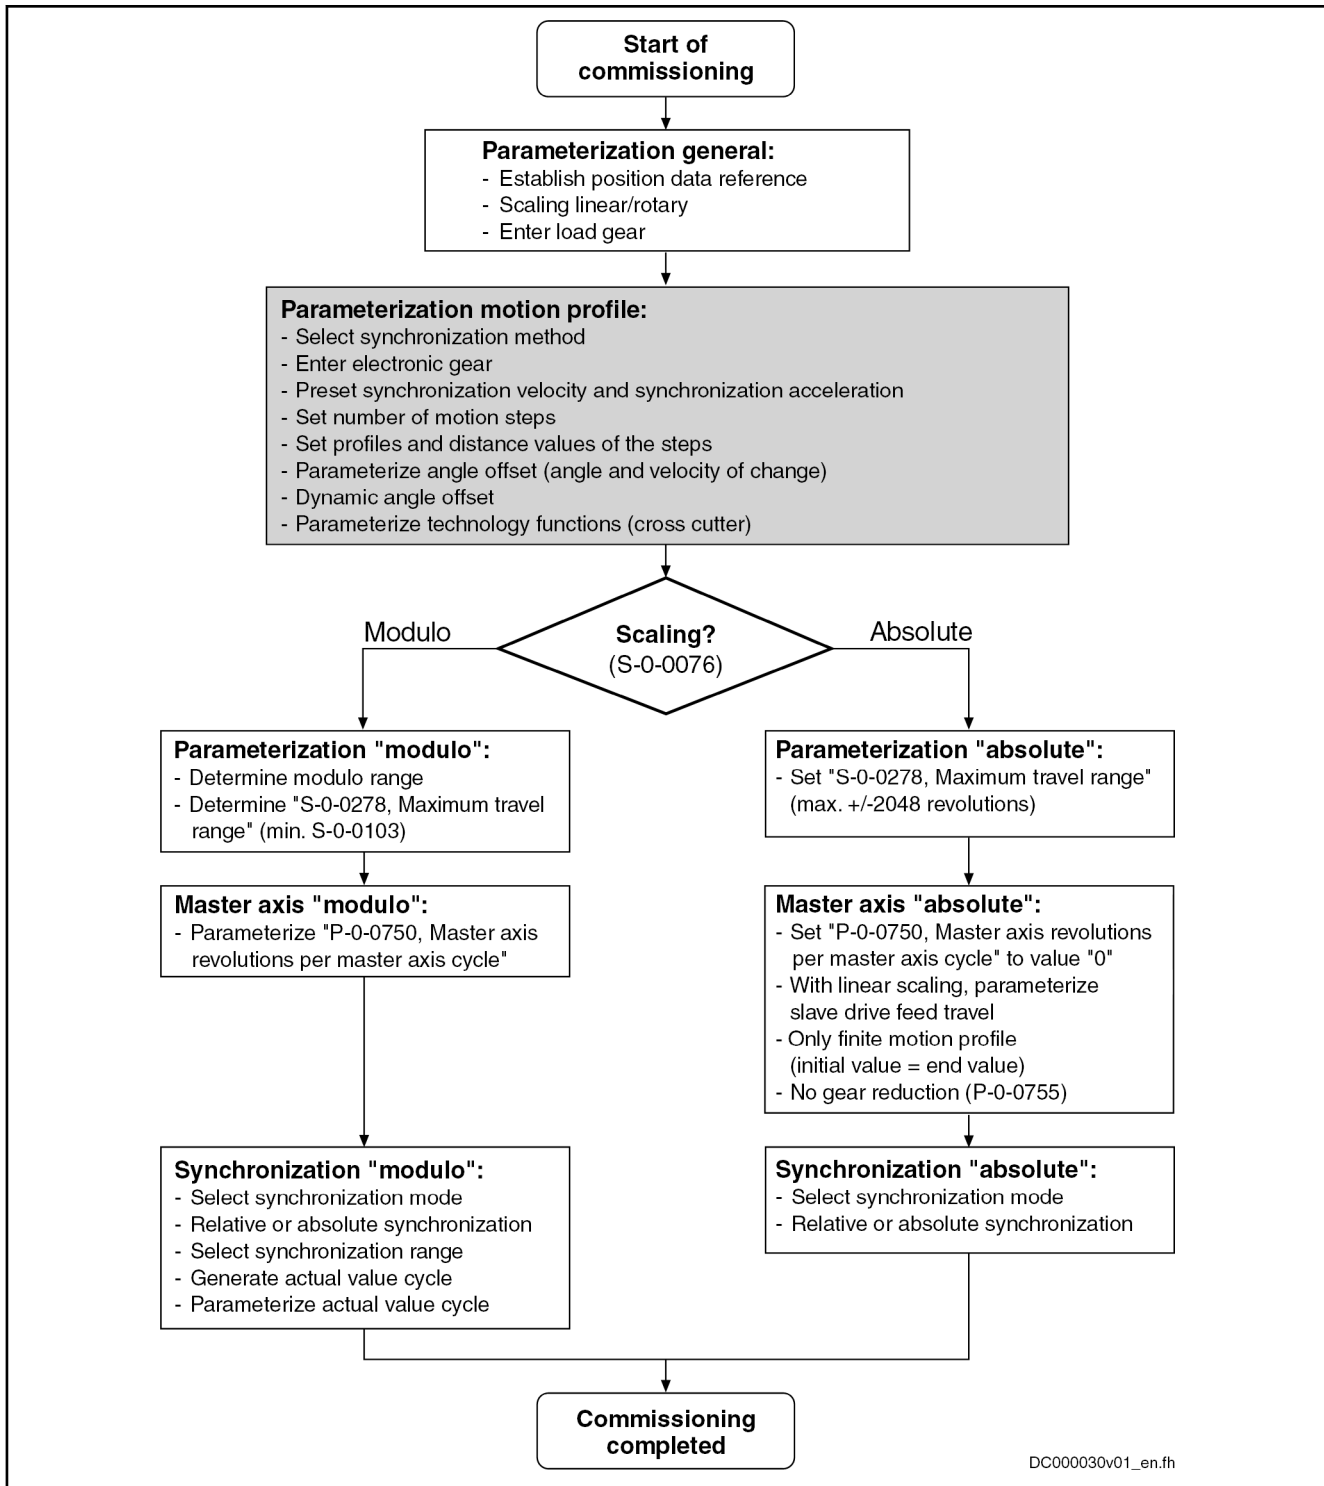 Start of
commissioning
Parameterization general:
- Establish position data reference
- Scaling linear/rotary
- Enter load gear
Parameterization motion profile:
- Select synchronization method
- Enter electronic gear
- Preset synchronization velocity and synchronization acceleration
- Set number of motion steps
- Set profiles and distance values of the steps
- Parameterize angle offset (angle and velocity of change)
- Dynamic angle offset
- Parameterize technology functions (cross cutter)
Scaling?
(S-0-0076)
Modulo
Absolute
Parameterization "modulo":
- Determine modulo range
- Determine "S-0-0278, Maximum travel
range" (min. S-0-0103)
Master axis "modulo":
- Parameterize "P-0-0750, Master axis
revolutions per master axis cycle"
Synchronization "modulo":
- Select synchronization mode
- Relative or absolute synchronization
- Select synchronization range
- Generate actual value cycle
- Parameterize actual value cycle
Parameterization "absolute":
- Set "S-0-0278, Maximum travel range"
(max. +/-2048 revolutions)
Master axis "absolute":
- Set "P-0-0750, Master axis revolutions
per master axis cycle" to value "0"
- With linear scaling, parameterize
slave drive feed travel
- Only finite motion profile
(initial value = end value)
- No gear reduction (P-0-0755)
Synchronization "absolute":
- Select synchronization mode
- Relative or absolute synchronization
Commissioning
completed
DC000030v01_en.fh